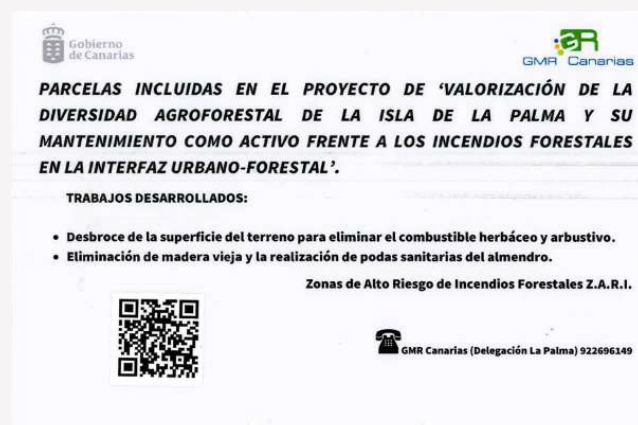 Gobierno
de Canarias
GMR Canarias
PARCELAS INCLUIDAS EN EL PROYECTO DE ‘VALORIZACIÓN DE LA
DIVERSIDAD AGROFORESTAL DE LA ISLA DE LA PALMA Y SU
MANTENIMIENTO COMO ACTIVO FRENTE A LOS INCENDIOS FORESTALES
EN LA INTERFAZ URBANO-FORESTAL’.
TRABAJOS DESARROLLADOS:
• Desbroce de la superficie del terreno para eliminar el combustible herbáceo y arbustivo.
• Eliminación de madera vieja y la realización de podas sanitarias del almendro.
Zonas de Alto Riesgo de Incendios Forestales Z.A.R.I.
GMR Canarias (Delegación La Palma) 922696149